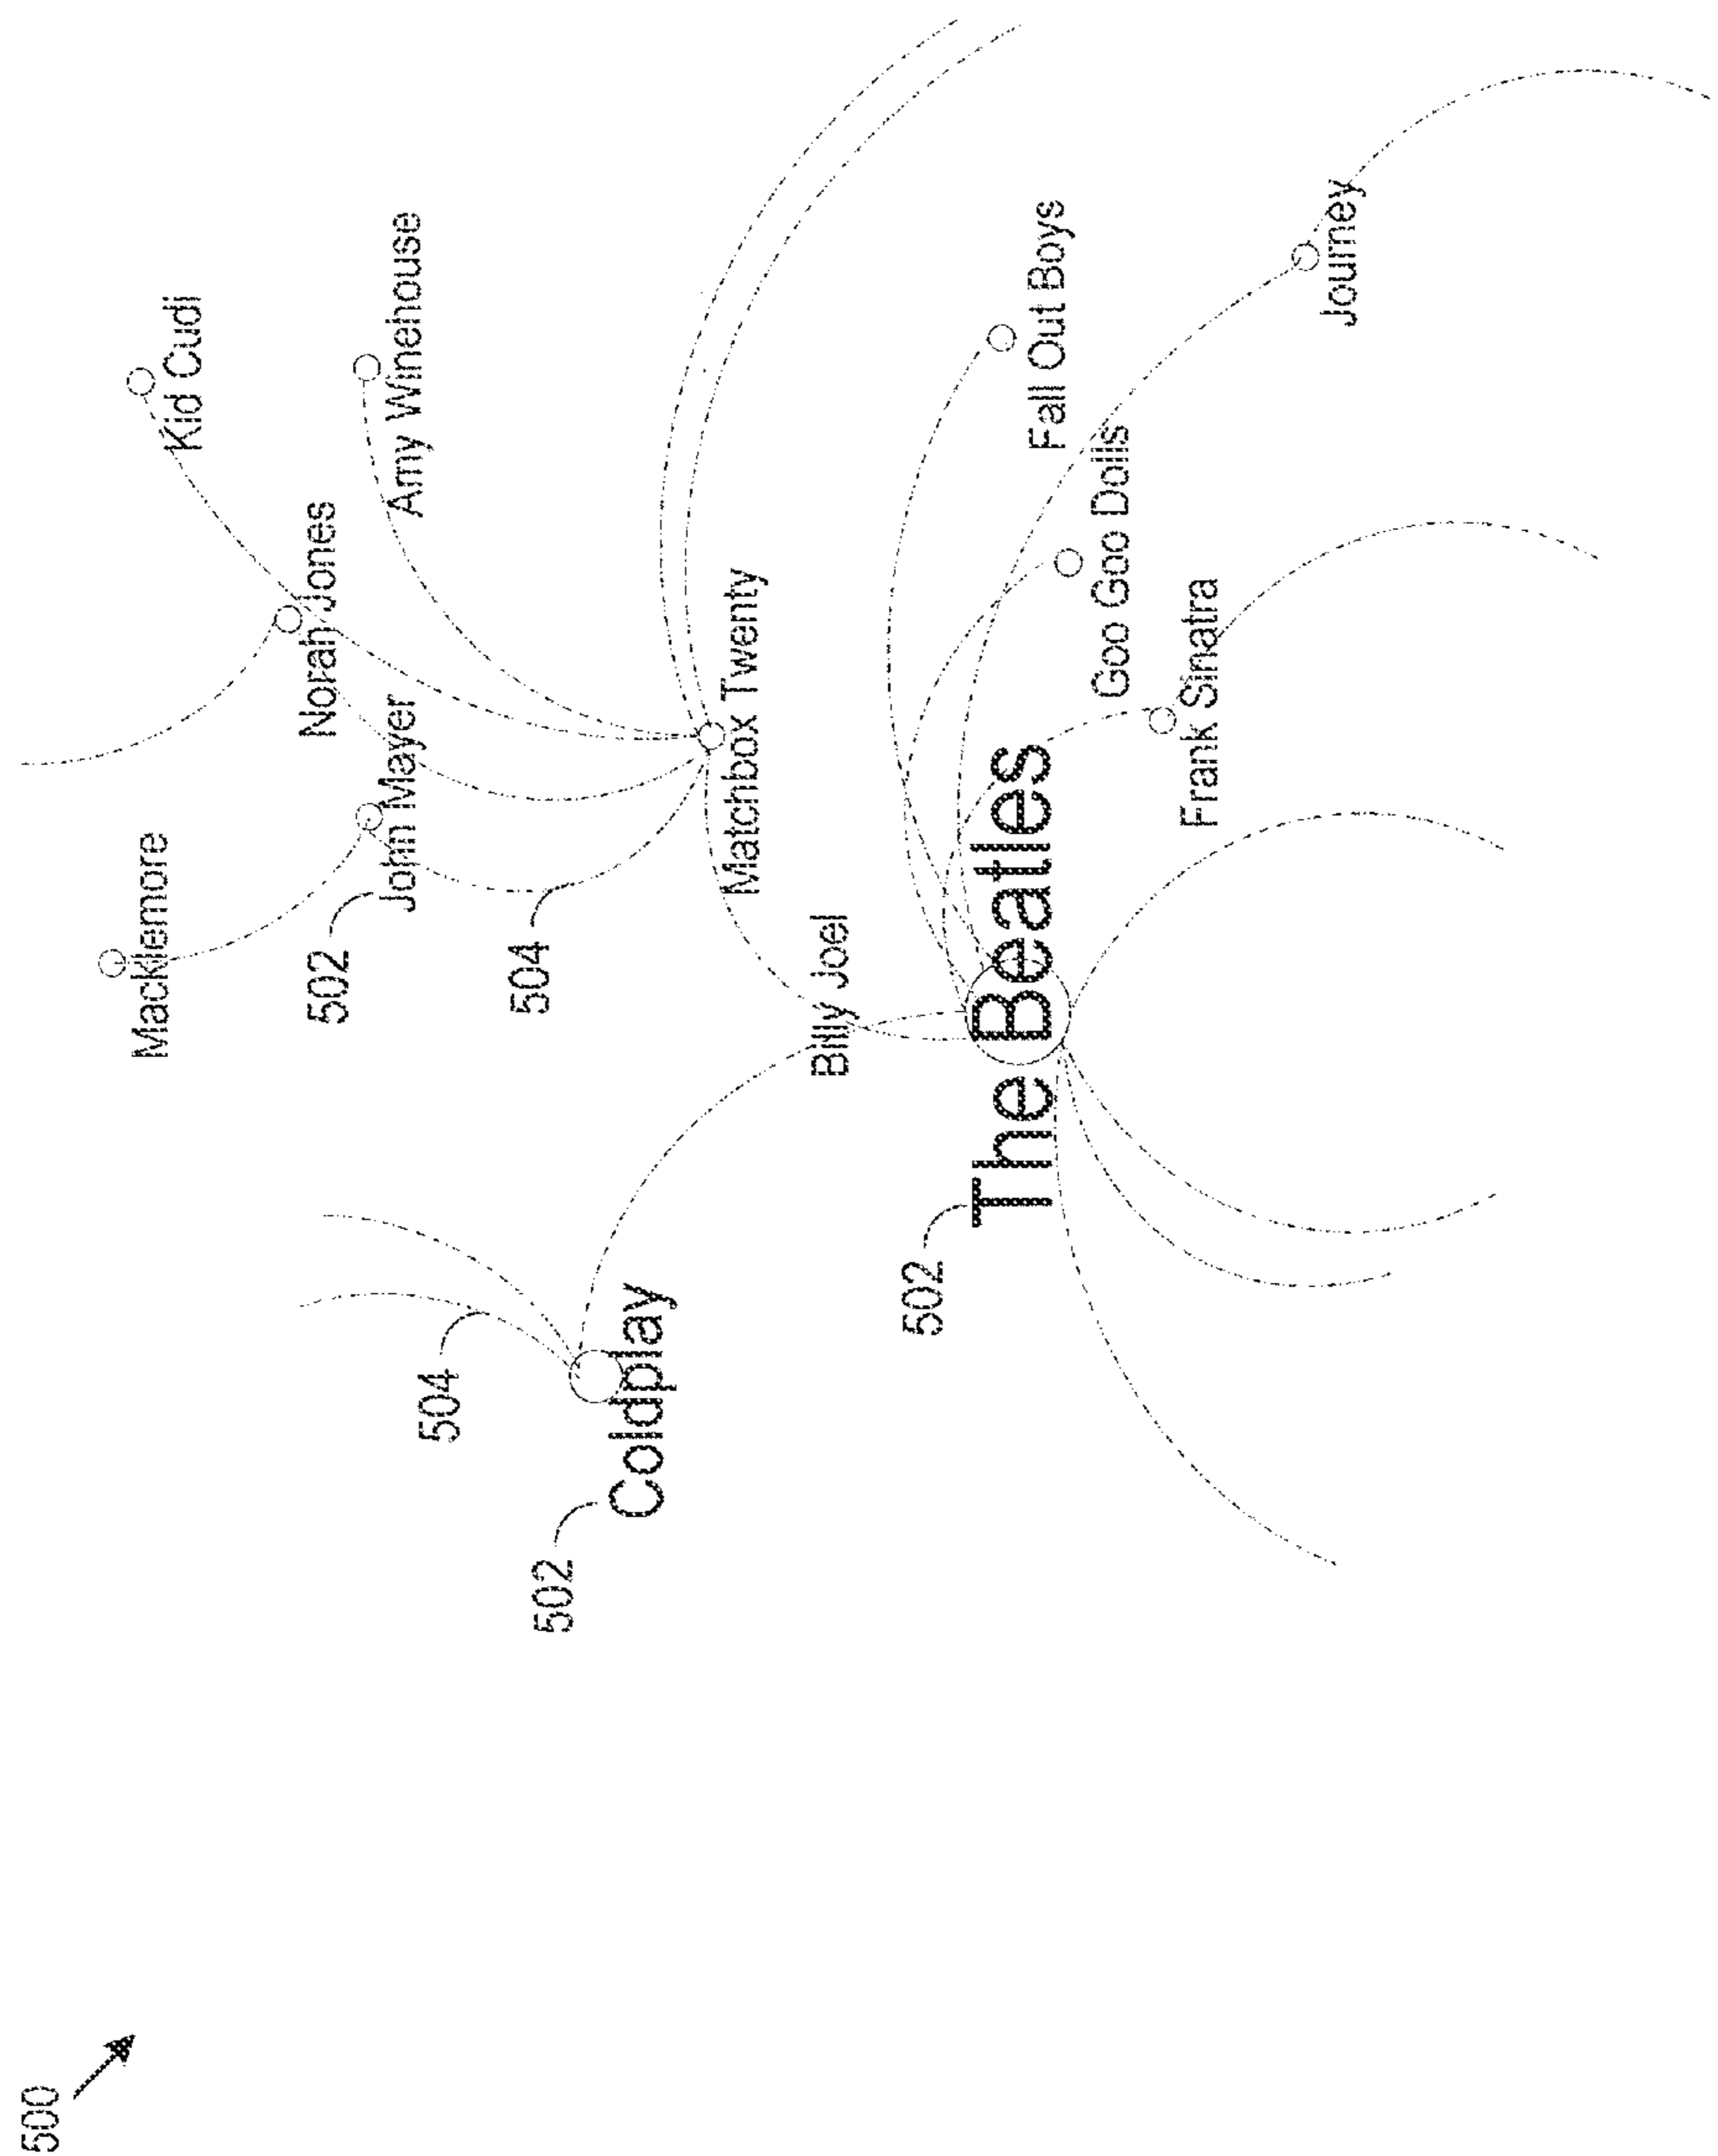 500
Macklemore
Kid Cudi
Norah Jones
502
John Mayer
Amy Winehouse
504
504
502
Coldplay
Matchbox Twenty
Billy Joel
502
The Beatles
Fall Out Boys
Goo Goo Dolls
Frank Sinatra
Journey